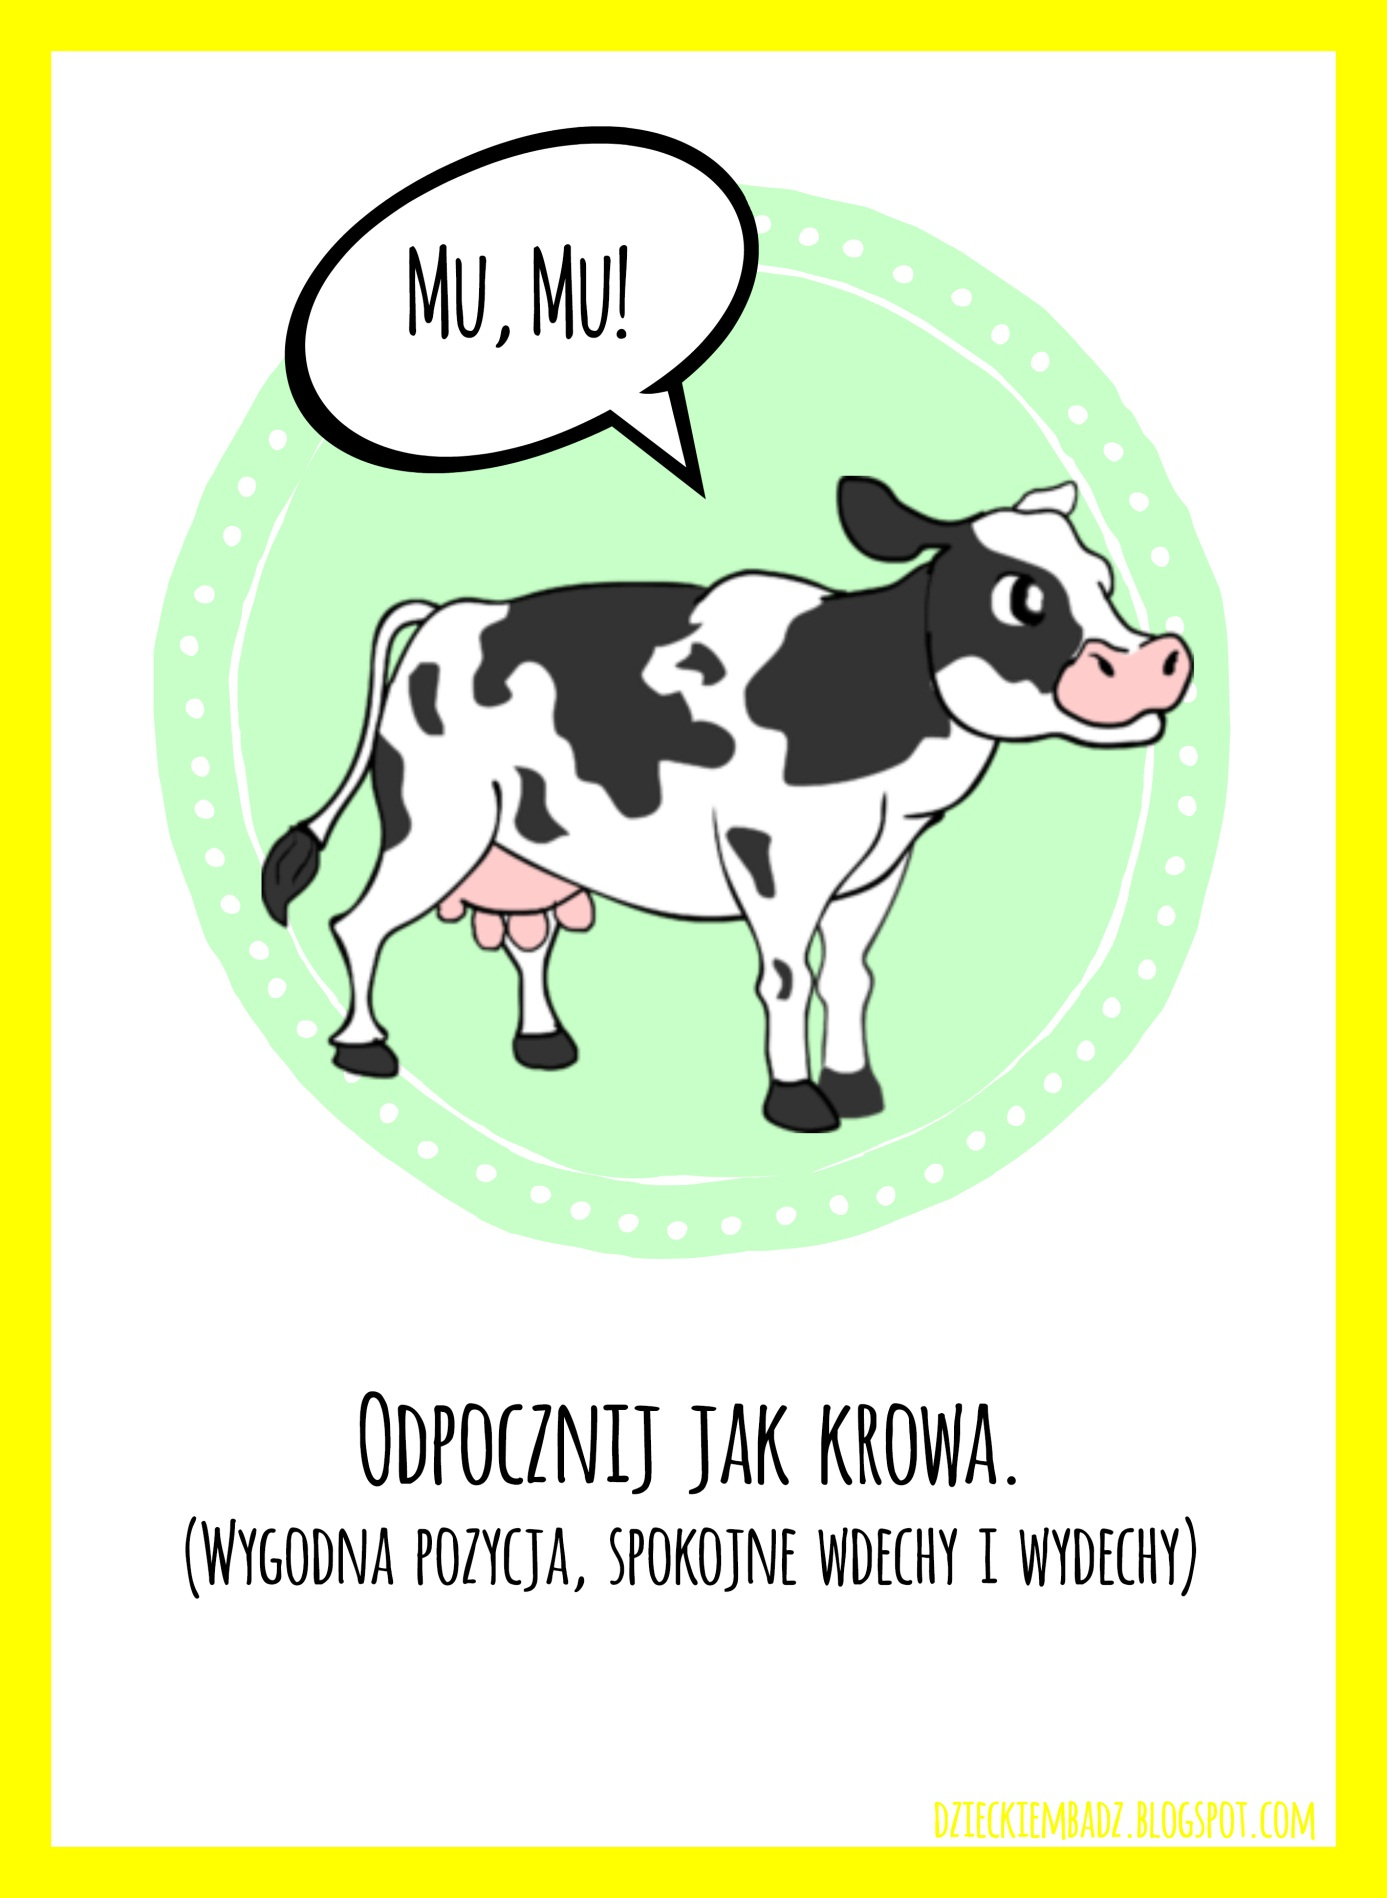 Mu, Mu!
Odpocznij jak krowa.
(Wygodna pozycja, spokojne wdechy i wydechy)
dzieckiembadz.blogspot.com